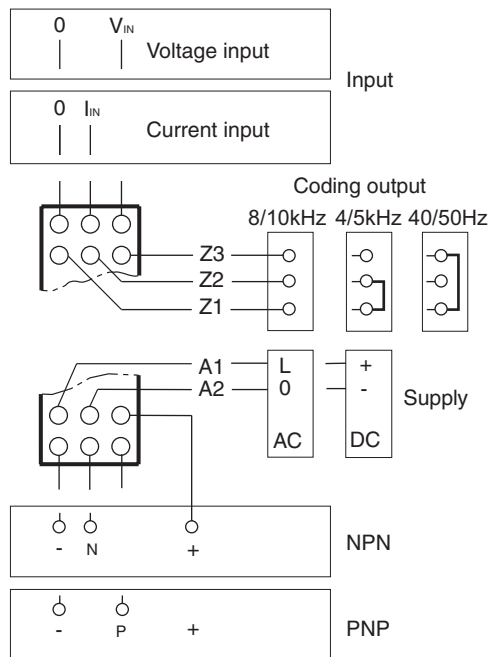 0 VIN
Voltage input
Input
0 IIN
Current input
Coding output
8/10kHz 4/5kHz 40/50Hz
Z3
Z2
Z1
A1 L +
A2 0 -
Supply
AC DC
- N +
NPN
- P +
PNP